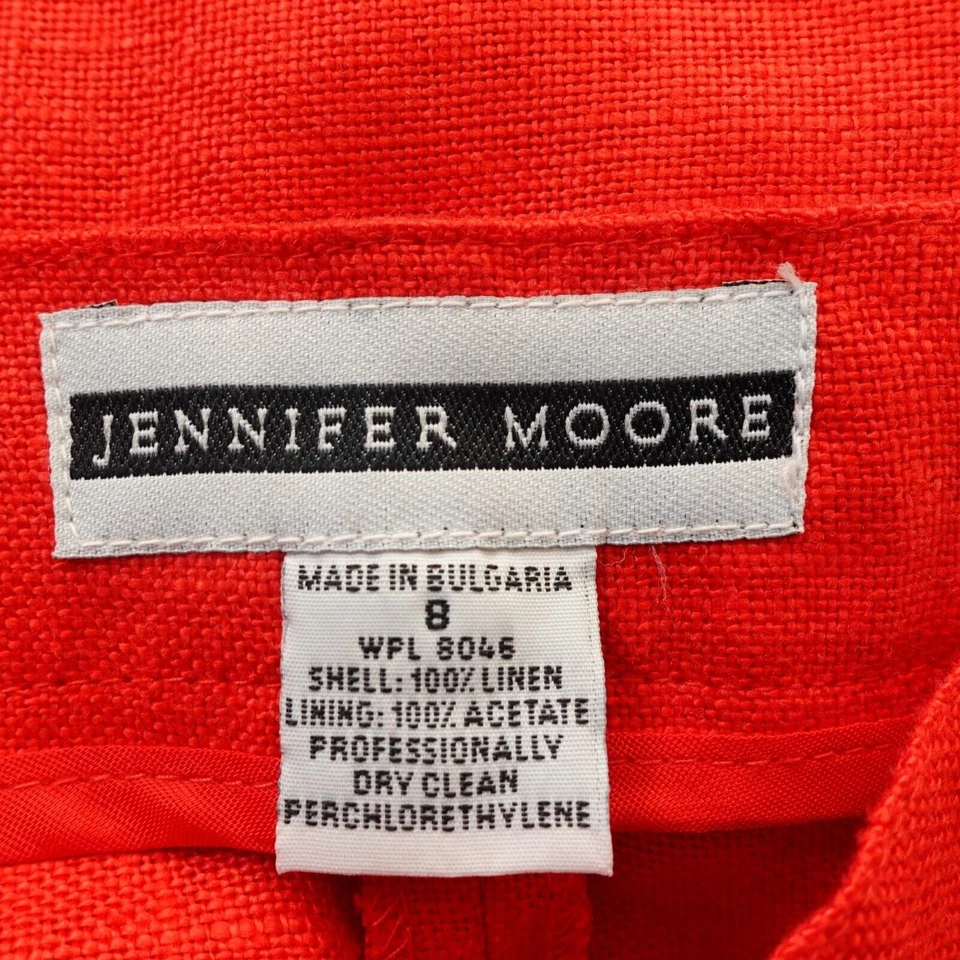 JENNIFER MOORE
MADE IN BULGARIA
8
WPL 8046
SHELL: 100% LINEN
LINING: 100% ACETATE
PROFESSIONALLY
DRY CLEAN
PERCHLORETHYLENE